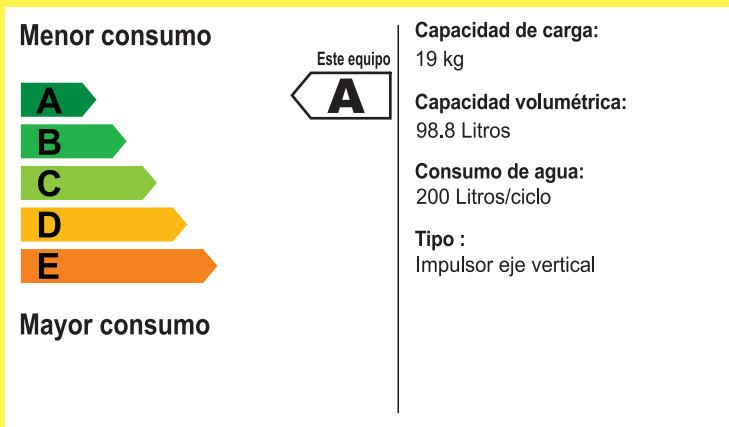 Menor consumo
Este equipo
A
A
B
C
D
E
Mayor consumo
Capacidad de carga:
19 kg
Capacidad volumétrica:
98.8 Litros
Consumo de agua:
200 Litros/ciclo
Tipo :
Impulsor eje vertical